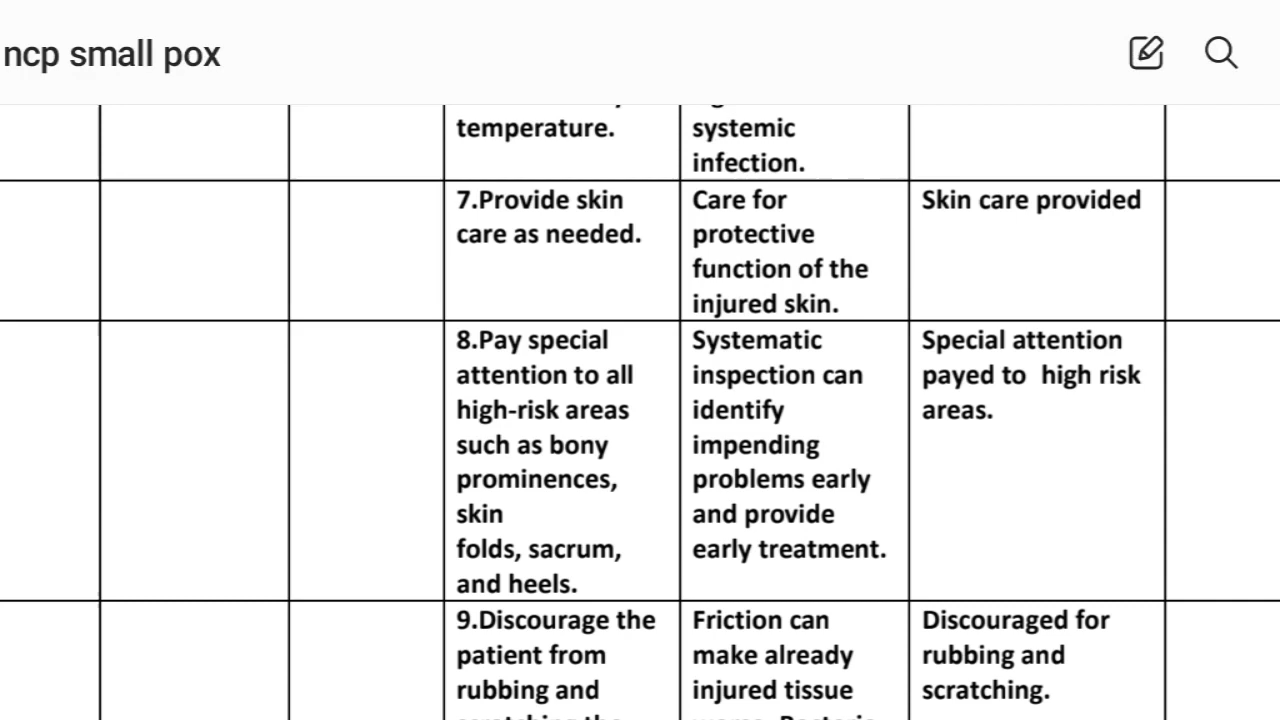 ncp small pox
temperature.
systemic
infection.
7.Provide skin
care as needed.
Care for
protective
function of the
injured skin.
Skin care provided
8.Pay special
attention to all
high-risk areas
such as bony
prominences,
skin
folds, sacrum,
and heels.
Systematic
inspection can
identify
impending
problems early
and provide
early treatment.
Special attention
payed to  high risk
areas.
9.Discourage the
patient from
rubbing and
scratching the
Friction can
make already
injured tissue
Discouraged for
rubbing and
scratching.